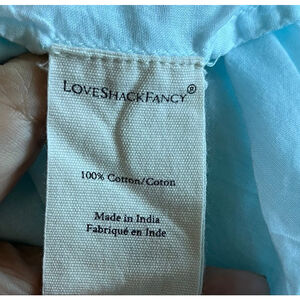 LoveShackFancy®
100% Cotton/Coton
Made in India
Fabriqué en Inde